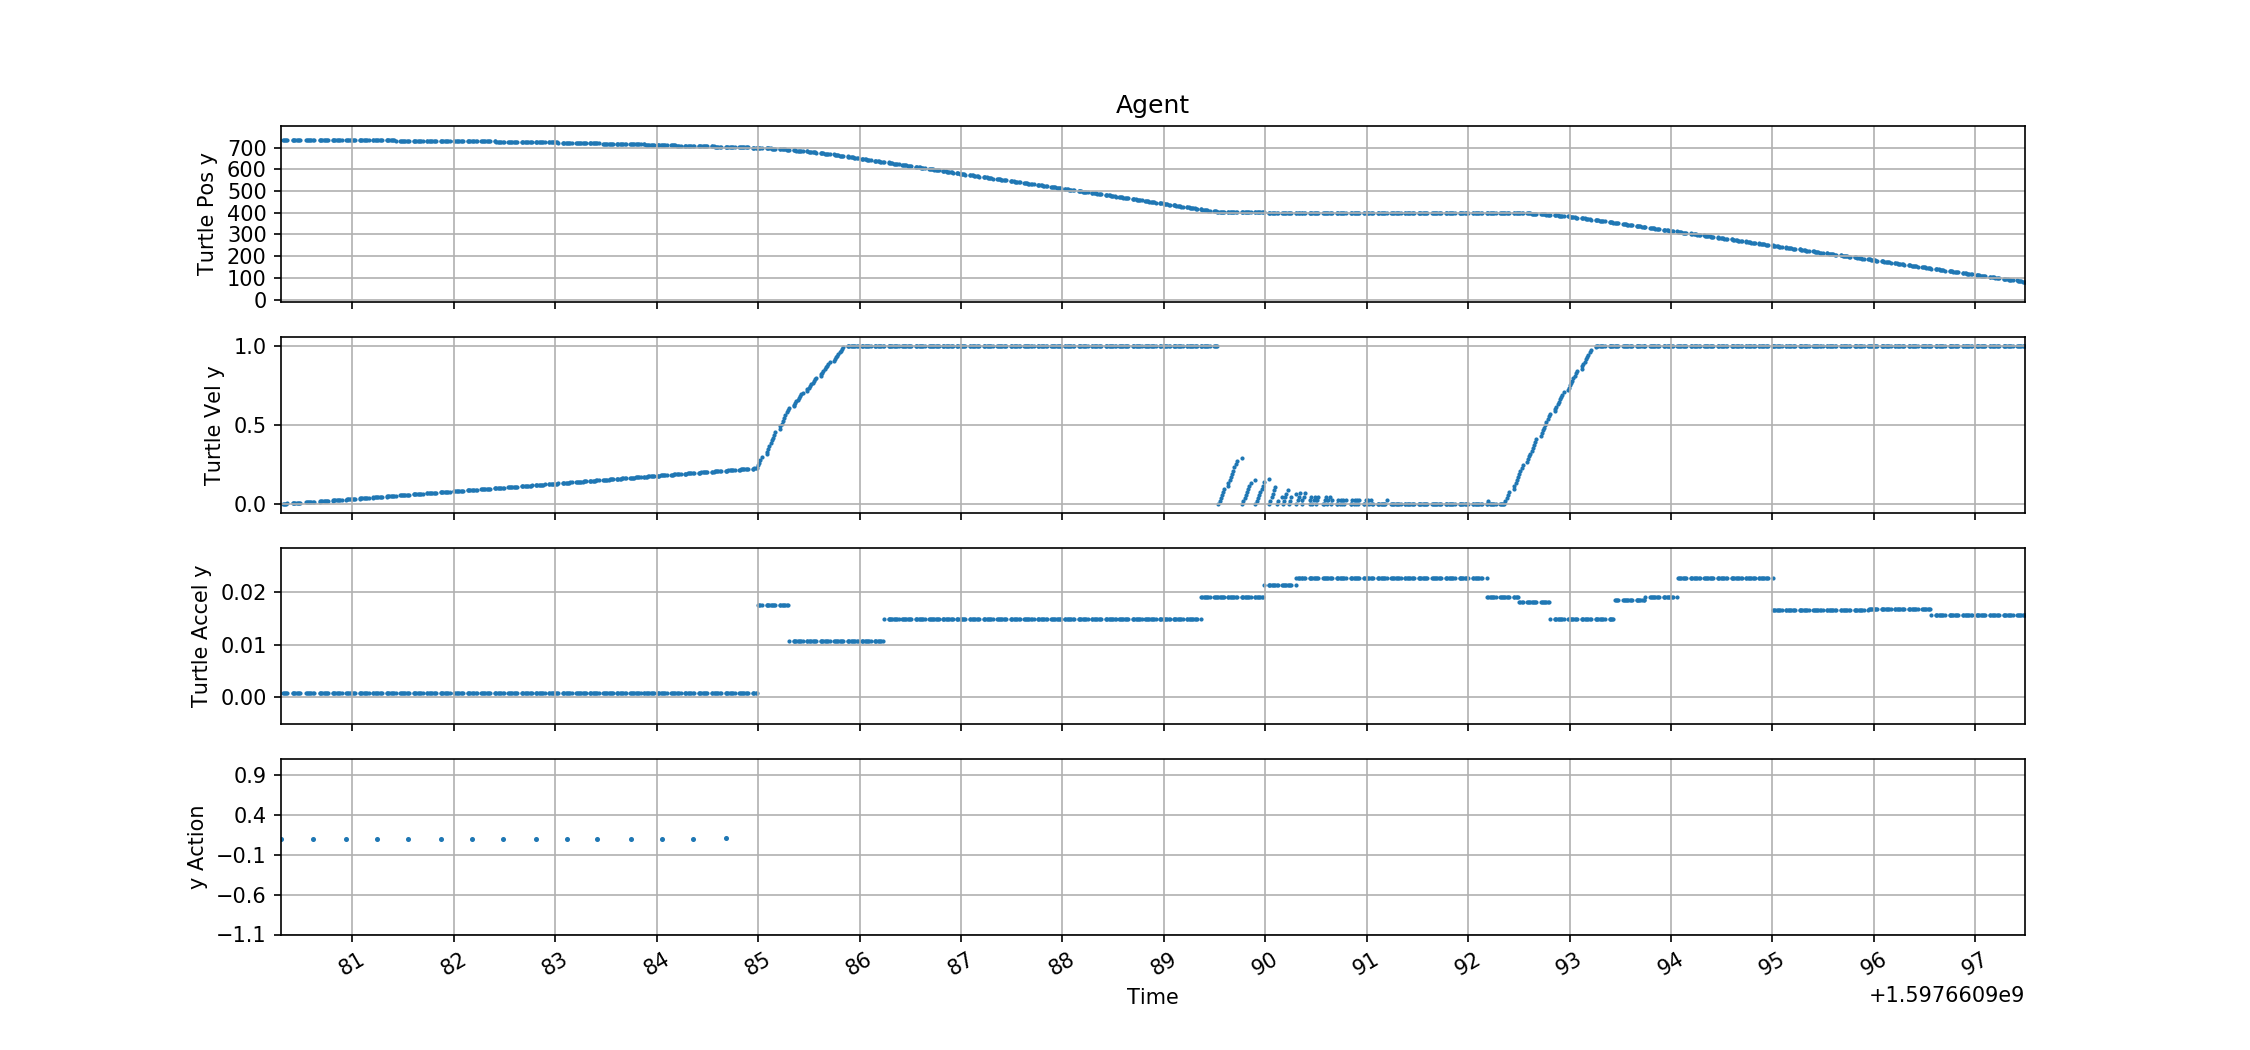 Agent
Turtle Pos y
700
600
500
400
300
200
100
0
Turtle Vel y
1.0
0.5
0.0
Turtle Accel y
0.02
0.01
0.00
y Action
0.9
0.4
−0.1
−0.6
−1.1
81 82 83 84 85 86 87 88 89 90 91 92 93 94 95 96 97
Time
+1.5976609e9